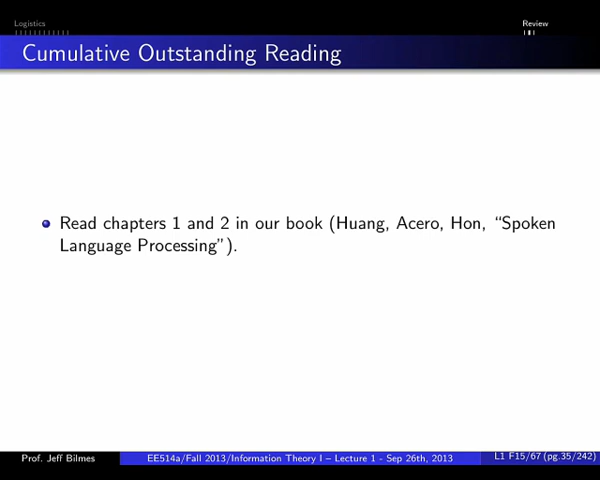 Logistics
Review
Cumulative Outstanding Reading
Read chapters 1 and 2 in our book (Huang, Acero, Hon, “Spoken
Language Processing”).
Prof. Jeff Bilmes
EE514a/Fall 2013/Information Theory I – Lecture 1 - Sep 26th, 2013
L1 F15/67 (pg.35/242)